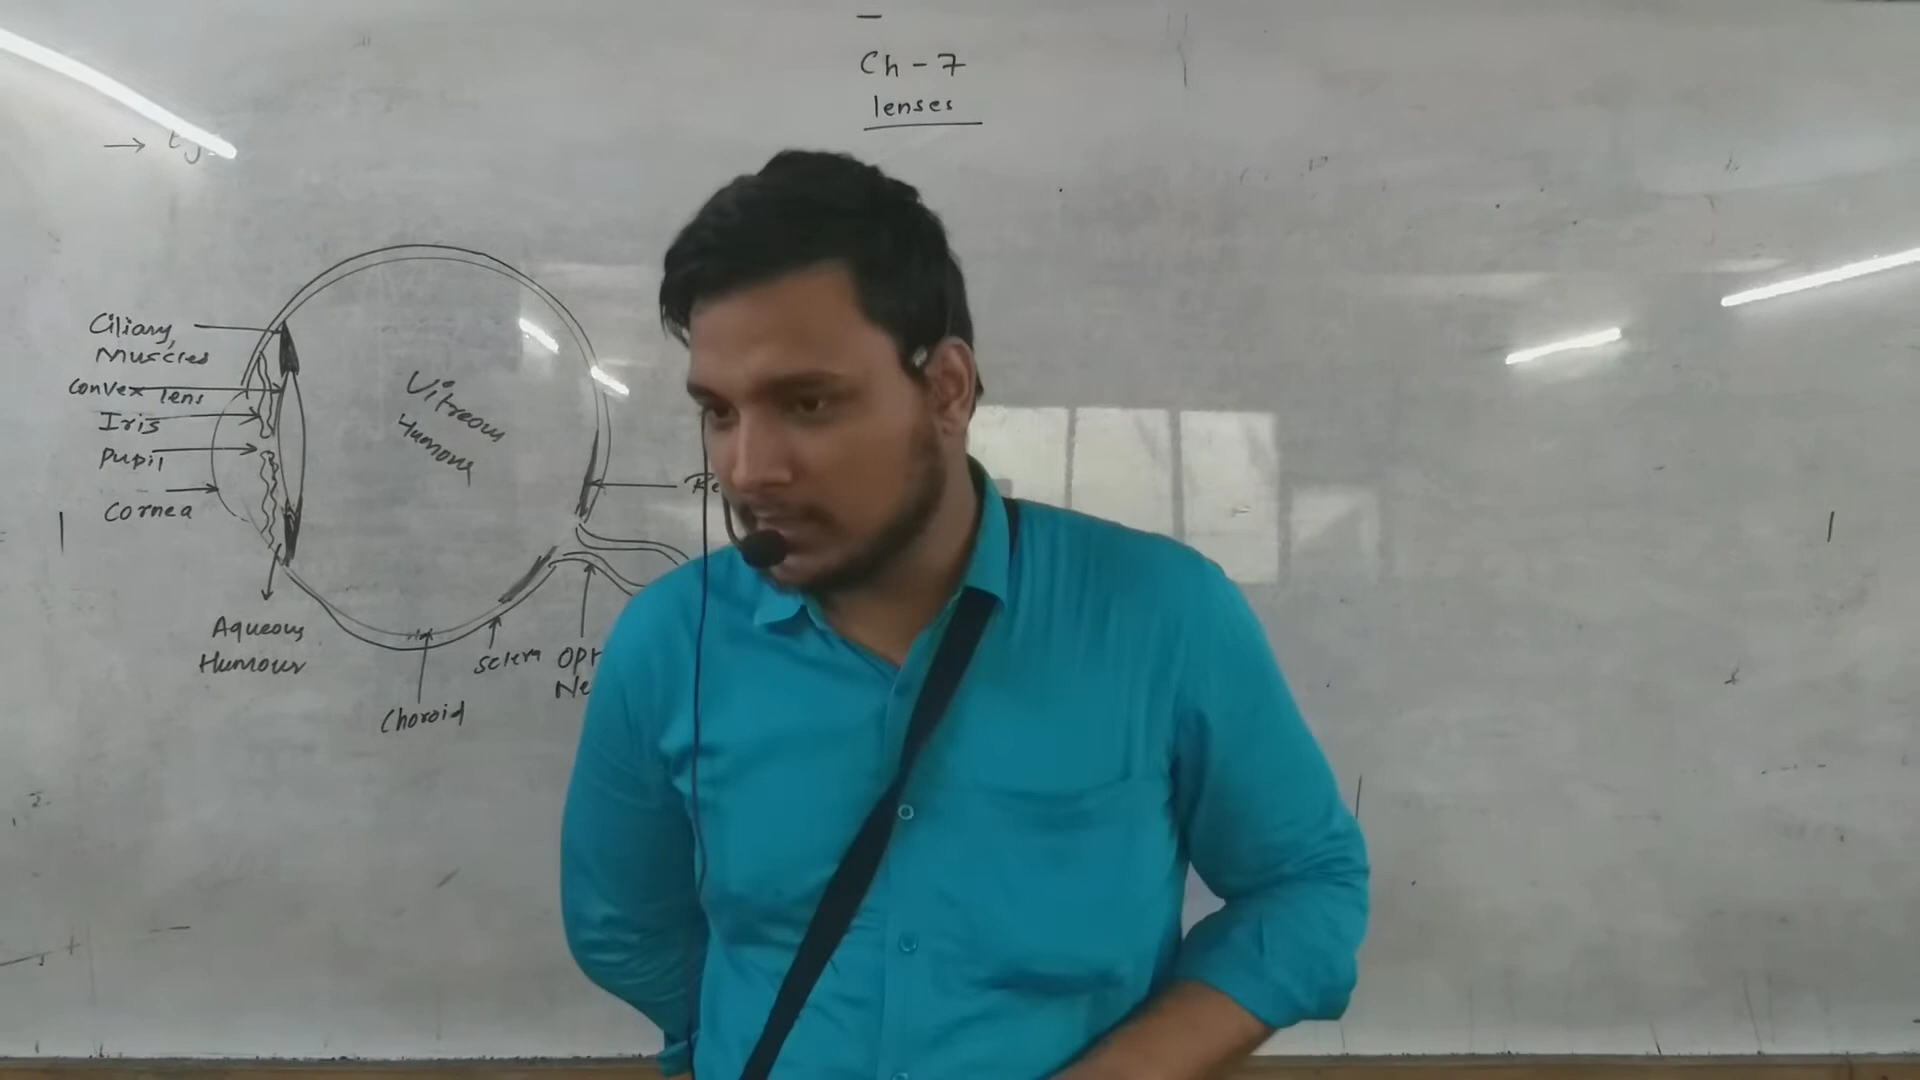 Ch - 7
lenses
Ciliary
Muscles
Convex lens
Iris
Pupil
Cornea
Vitreous
Humour
Aqueous
Humour
Sclera
Choroid